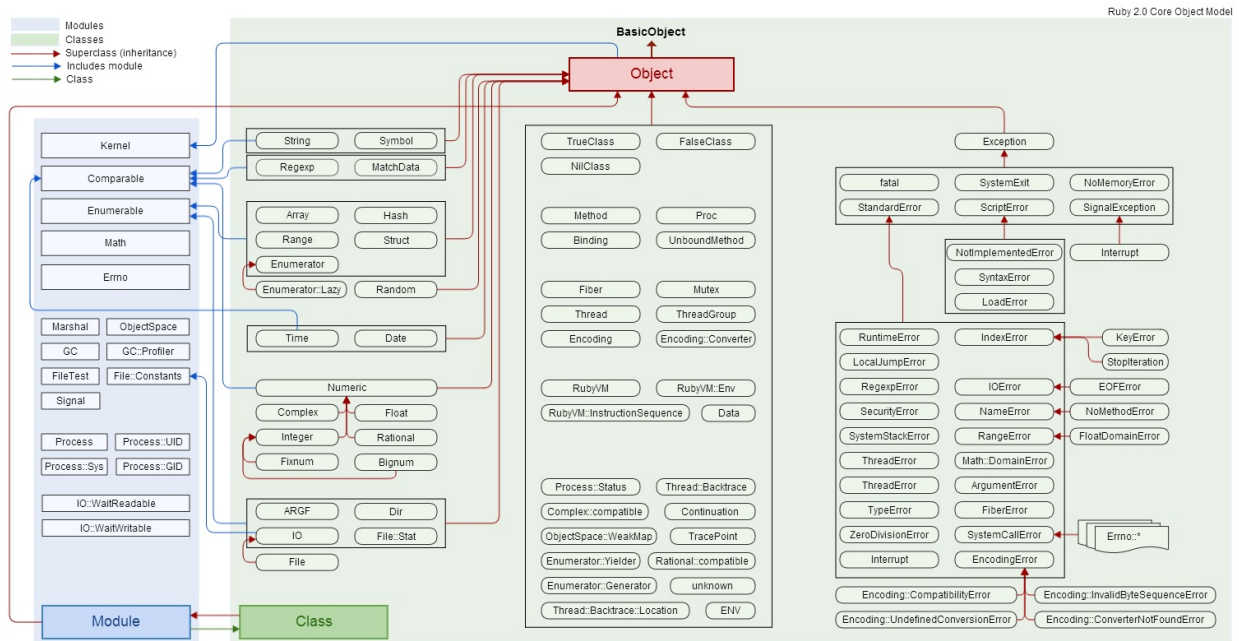 Ruby 2.0 Core Object Model
Modules
Classes
Superclass (inheritance)
Includes module
Class
BasicObject
Object
Kernel
Comparable
Enumerable
Math
Errno
Marshal
ObjectSpace
GC
GC::Profiler
FileTest
File::Constants
Signal
Process
Process::UID
Process::Sys
Process::GID
IO::WaitReadable
IO::WaitWritable
Module
Class
String
Symbol
Regexp
MatchData
Array
Hash
Range
Struct
Enumerator
Enumerator::Lazy
Random
Time
Date
Numeric
Complex
Float
Integer
Rational
Fixnum
Bignum
ARGF
Dir
IO
File::Stat
File
TrueClass
FalseClass
NilClass
Method
Proc
Binding
UnboundMethod
Fiber
Mutex
Thread
ThreadGroup
Encoding
Encoding::Converter
RubyVM
RubyVM::Env
RubyVM::InstructionSequence
Data
Process::Status
Thread::Backtrace
Complex::compatible
Continuation
ObjectSpace::WeakMap
TracePoint
Enumerator::Yielder
Rational::compatible
Enumerator::Generator
unknown
Thread::Backtrace::Location
ENV
Exception
fatal
SystemExit
NoMemoryError
StandardError
ScriptError
SignalException
NotImplementedError
Interrupt
SyntaxError
LoadError
RuntimeError
IndexError
KeyError
LocalJumpError
StopIteration
RegexpError
IOError
EOFError
SecurityError
NameError
NoMethodError
SystemStackError
RangeError
FloatDomainError
ThreadError
Math::DomainError
ThreadError
ArgumentError
TypeError
FiberError
ZeroDivisionError
SystemCallError
Errno::*
Interrupt
EncodingError
Encoding::CompatibilityError
Encoding::InvalidByteSequenceError
Encoding::UndefinedConversionError
Encoding::ConverterNotFoundError